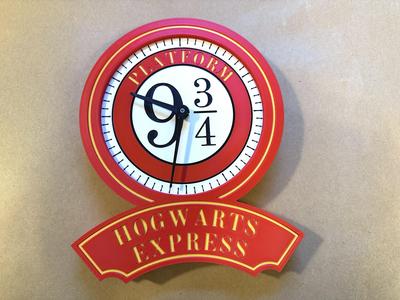 PLATFORM
9 3/4
HOGWARTS
EXPRESS